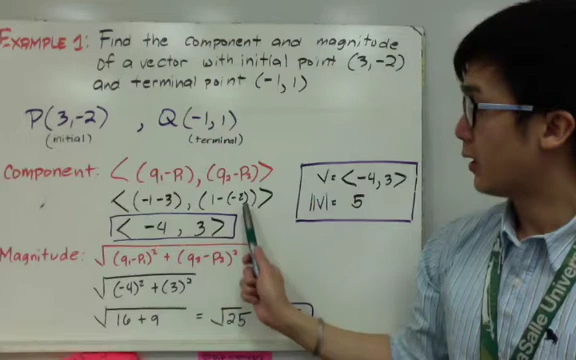 EXAMPLE 1: Find the component and magnitude
of a vector with initial point (3,-2)
and terminal point (-1,1)
P(3,-2) , Q(-1,1)
(initial) (terminal)
Component: <(q₁-P₁),(q₂-P₂)>
<(-1-3),(1-(-2))>
<-4, 3>
V=<-4,3>
||V|| = 5
Magnitude: √(q₁-P₁)² + (q₂-P₂)²
√(-4)² + (3)²
√16+9 = √25
LaSalle Universi